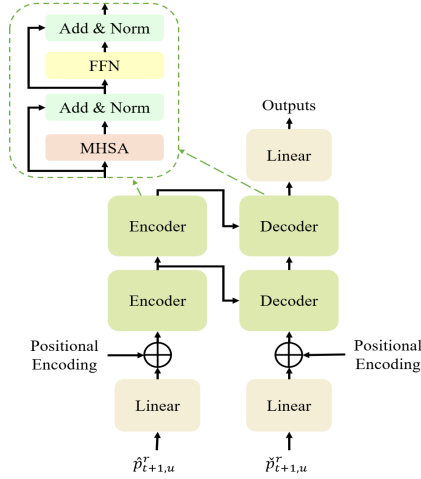 Add & Norm
FFN
Add & Norm
MHSA
Outputs
Linear
Encoder
Decoder
Encoder
Decoder
Positional
Encoding
Positional
Encoding
Linear
Linear
p̂ʳₜ₊₁,ᵤ
p̌ʳₜ₊₁,ᵤ